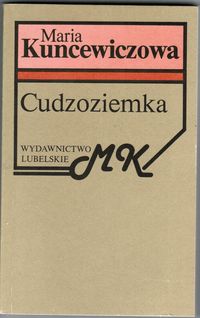 Maria
Kuncewiczowa
Cudzoziemka
WYDAWNICTWO
LUBELSKIE
MK